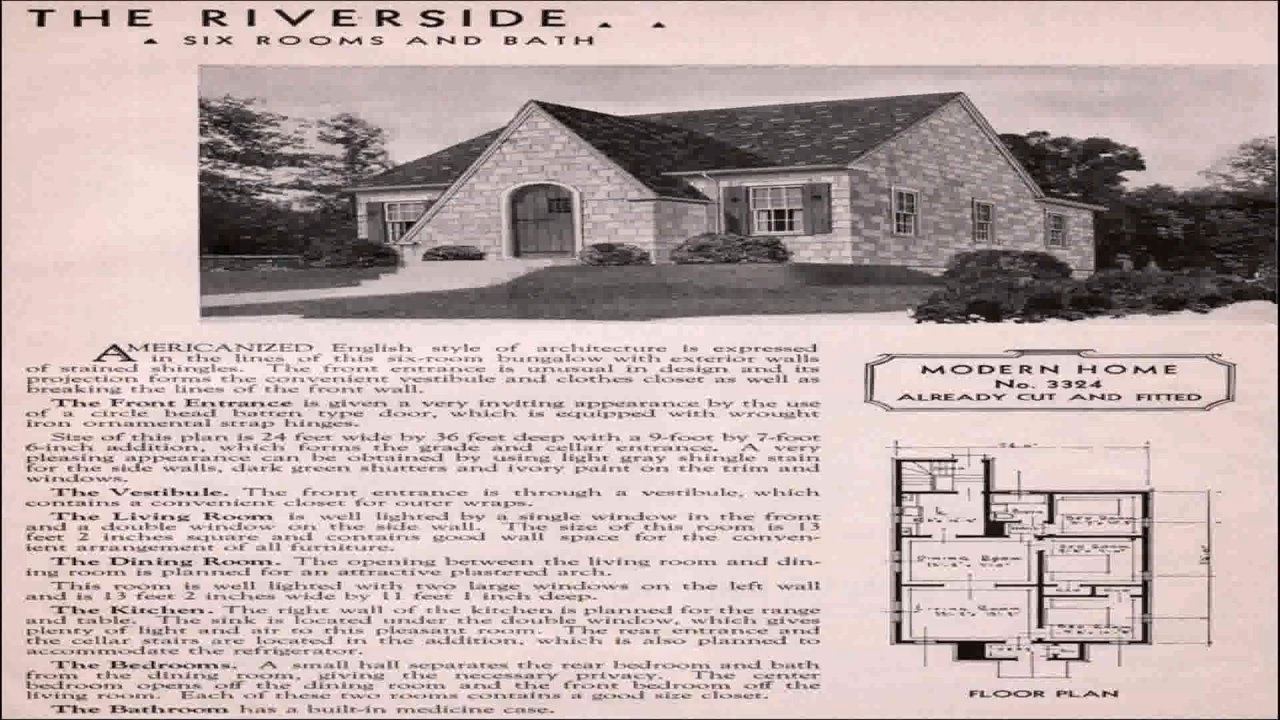 THE RIVERSIDE
SIX ROOMS AND BATH
AMERICANIZED English style of architecture is expressed
in the lines of this six-room bungalow with exterior walls
of stained shingles. The front entrance is unusual in design and its
projection forms the convenient vestibule and clothes closet as well as
breaking the lines of the front wall.
The Front Entrance is given a very inviting appearance by the use
of a circle head batten type door, which is equipped with wrought
iron ornamental strap hinges.
Size of this plan is 24 feet wide by 36 feet deep with a 9-foot by 7-foot
6-inch addition, which forms the grade and cellar entrance. A very
pleasing appearance can be obtained by using light gray shingle stain
for the side walls, dark green shutters and ivory paint on the trim and
windows.
The Vestibule. The front entrance is through a vestibule, which
contains a convenient closet for outer wraps.
The Living Room is well lighted by a single window in the front
and a double window on the side wall. The size of this room is 13
feet 2 inches square and contains good wall space for the conven-
ient arrangement of all furniture.
The Dining Room. The opening between the living room and din-
ing room is planned for an attractive plastered arch.
This room is well lighted with two large windows on the left wall
and is 13 feet 2 inches wide by 11 feet 1 inch deep.
The Kitchen. The right wall of the kitchen is planned for the range
and table. The sink is located under the double window, which gives
plenty of light and air to this pleasant room. The rear entrance and
the cellar stairs are located in the addition, which is also planned to
accommodate the refrigerator.
The Bedrooms. A small hall separates the rear bedroom and bath
from the dining room, giving the necessary privacy. The center
bedroom opens off the dining room and the front bedroom off the
living room. Each of these two rooms contains a good size closet.
The Bathroom has a built-in medicine case.
MODERN HOME
No. 3324
ALREADY CUT AND FITTED
Dining Room
Living Room
FLOOR PLAN